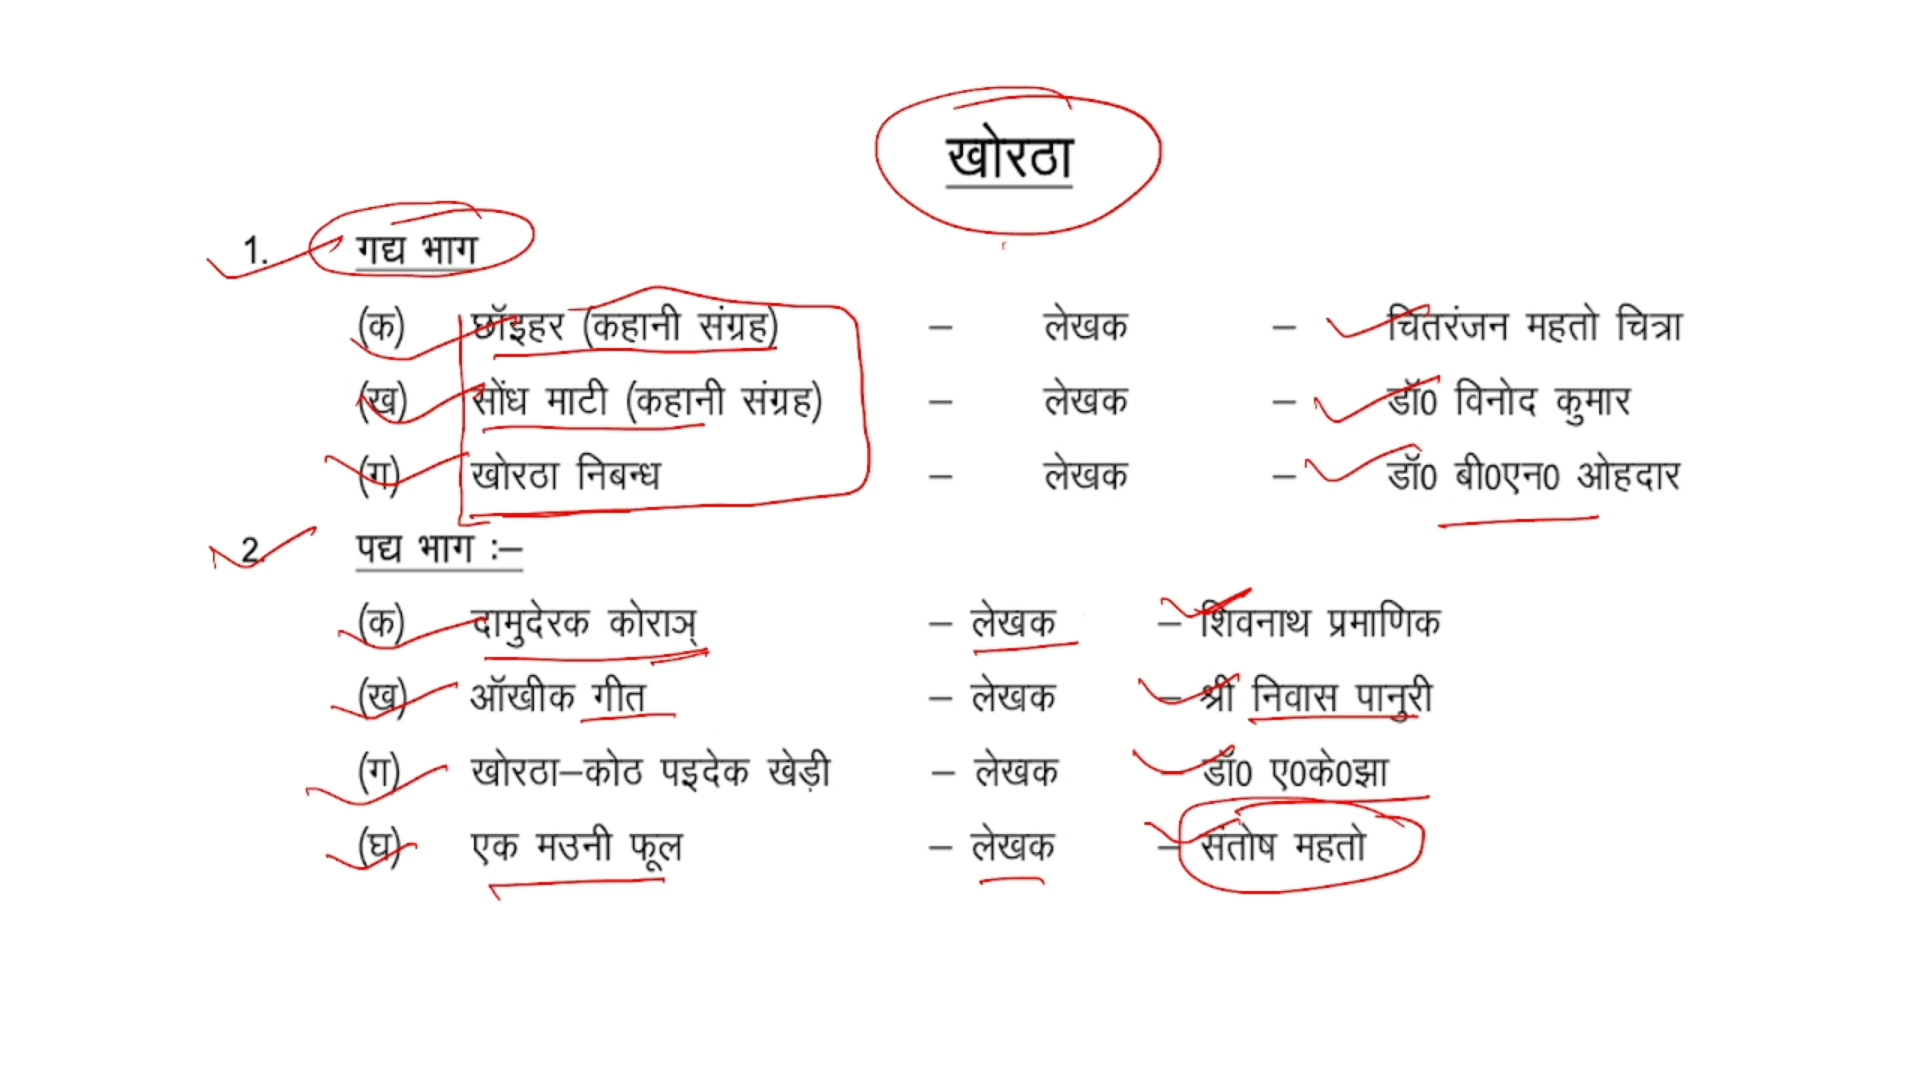 खोरठा
1. गद्य भाग
(क) छॉइहर (कहानी संग्रह) – लेखक – चितरंजन महतो चित्रा
(ख) सोंध माटी (कहानी संग्रह) – लेखक – डॉ0 विनोद कुमार
(ग) खोरठा निबन्ध – लेखक – डॉ0 बी0एन0 ओहदार
2. पद्य भाग :–
(क) दामुदेरक कोराञ् – लेखक – शिवनाथ प्रमाणिक
(ख) ऑखीक गीत – लेखक – श्री निवास पानुरी
(ग) खोरठा–कोठ पइदेक खेड़ी – लेखक डॉ0 ए0के0झा
(घ) एक मउनी फूल – लेखक – संतोष महतो